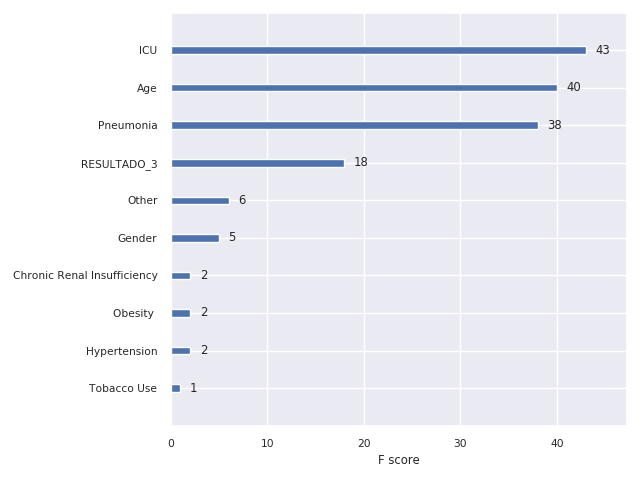 ICU 43
Age 40
Pneumonia 38
RESULTADO_3 18
Other 6
Gender 5
Chronic Renal Insufficiency 2
Obesity 2
Hypertension 2
Tobacco Use 1
0 10 20 30 40
F score